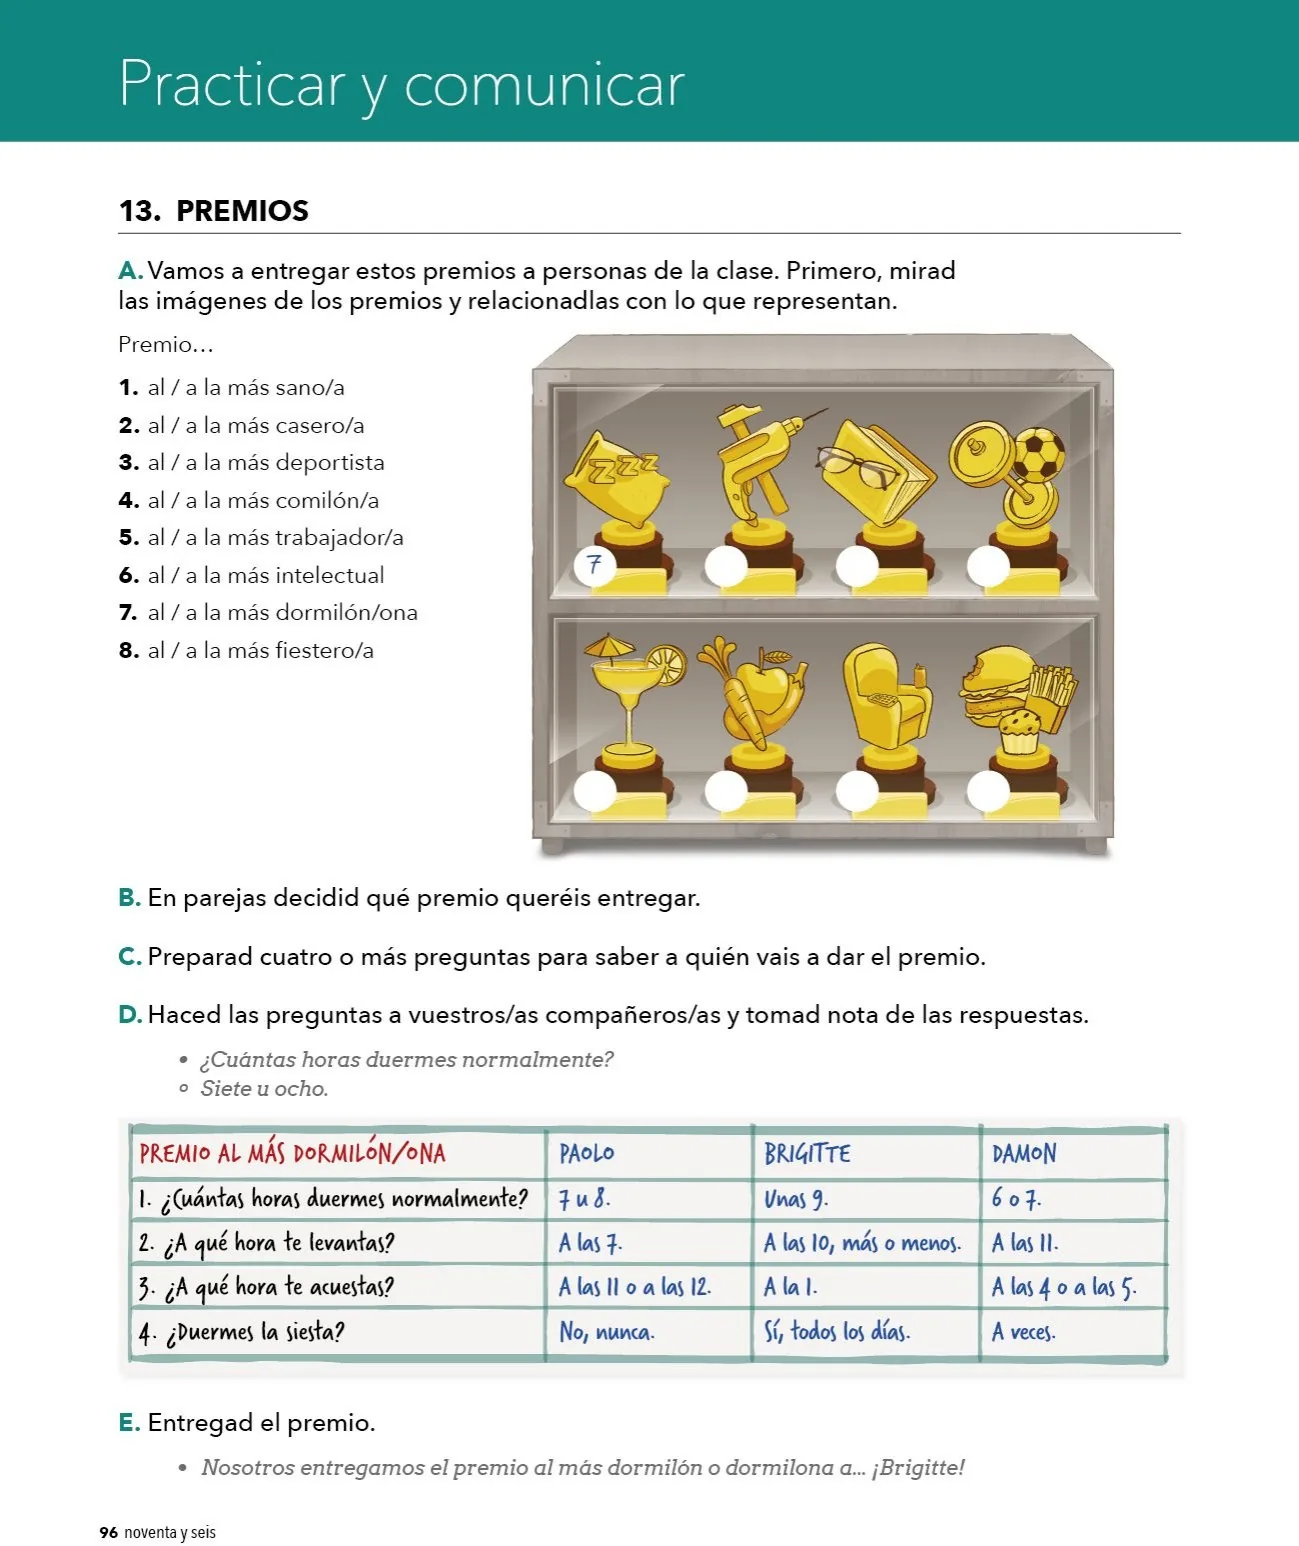 Practicar y comunicar
13. PREMIOS
A. Vamos a entregar estos premios a personas de la clase. Primero, mirad
las imágenes de los premios y relacionadlas con lo que representan.
Premio…
1. al / a la más sano/a
2. al / a la más casero/a
3. al / a la más deportista
4. al / a la más comilón/a
5. al / a la más trabajador/a
6. al / a la más intelectual
7. al / a la más dormilón/ona
8. al / a la más fiestero/a
ZZZ
7
B. En parejas decidid qué premio queréis entregar.
C. Preparad cuatro o más preguntas para saber a quién vais a dar el premio.
D. Haced las preguntas a vuestros/as compañeros/as y tomad nota de las respuestas.
• ¿Cuántas horas duermes normalmente?
○ Siete u ocho.
PREMIO AL MÁS DORMILÓN/ONA PAOLO BRIGITTE DAMON
1. ¿Cuántas horas duermes normalmente? 7 u 8. Unas 9. 6 o 7.
2. ¿A qué hora te levantas? A las 7. A las 10, más o menos. A las 11.
3. ¿A qué hora te acuestas? A las 11 o a las 12. A la 1. A las 4 o a las 5.
4. ¿Duermes la siesta? No, nunca. Sí, todos los días. A veces.
E. Entregad el premio.
• Nosotros entregamos el premio al más dormilón o dormilona a... ¡Brigitte!
96 noventa y seis